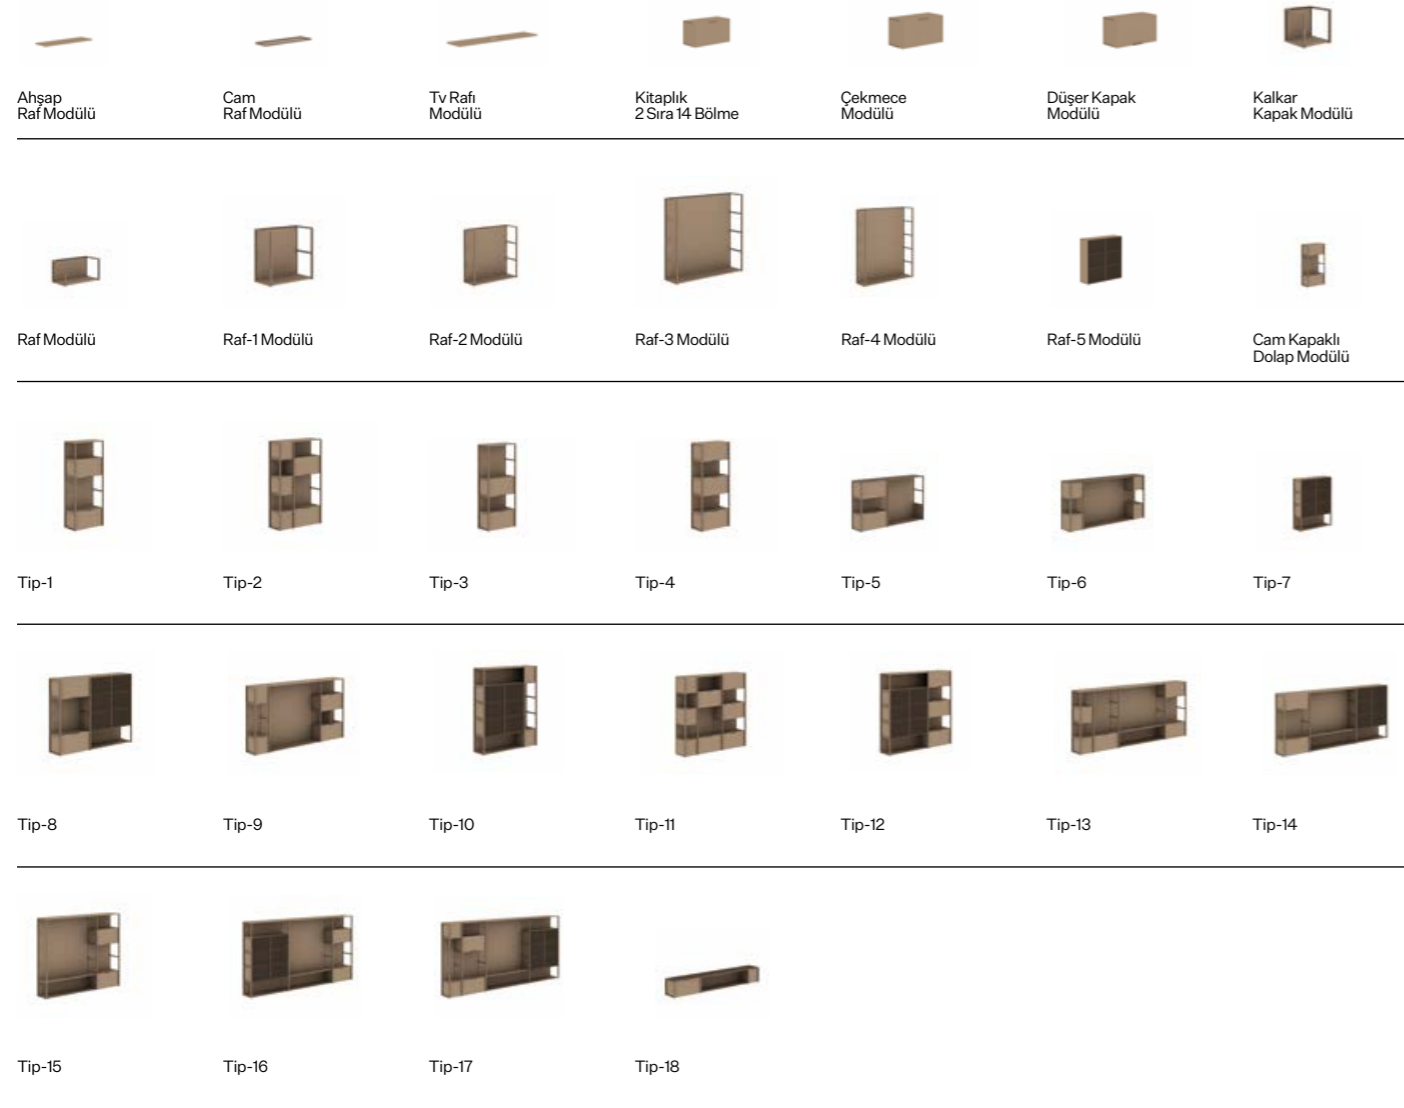 Ahşap
Raf Modülü
Cam
Raf Modülü
Tv Rafı
Modülü
Kitaplık
2 Sıra 14 Bölme
Çekmece
Modülü
Düşer Kapak
Modülü
Kalkar
Kapak Modülü
Raf Modülü
Raf-1 Modülü
Raf-2 Modülü
Raf-3 Modülü
Raf-4 Modülü
Raf-5 Modülü
Cam Kapaklı
Dolap Modülü
Tip-1
Tip-2
Tip-3
Tip-4
Tip-5
Tip-6
Tip-7
Tip-8
Tip-9
Tip-10
Tip-11
Tip-12
Tip-13
Tip-14
Tip-15
Tip-16
Tip-17
Tip-18